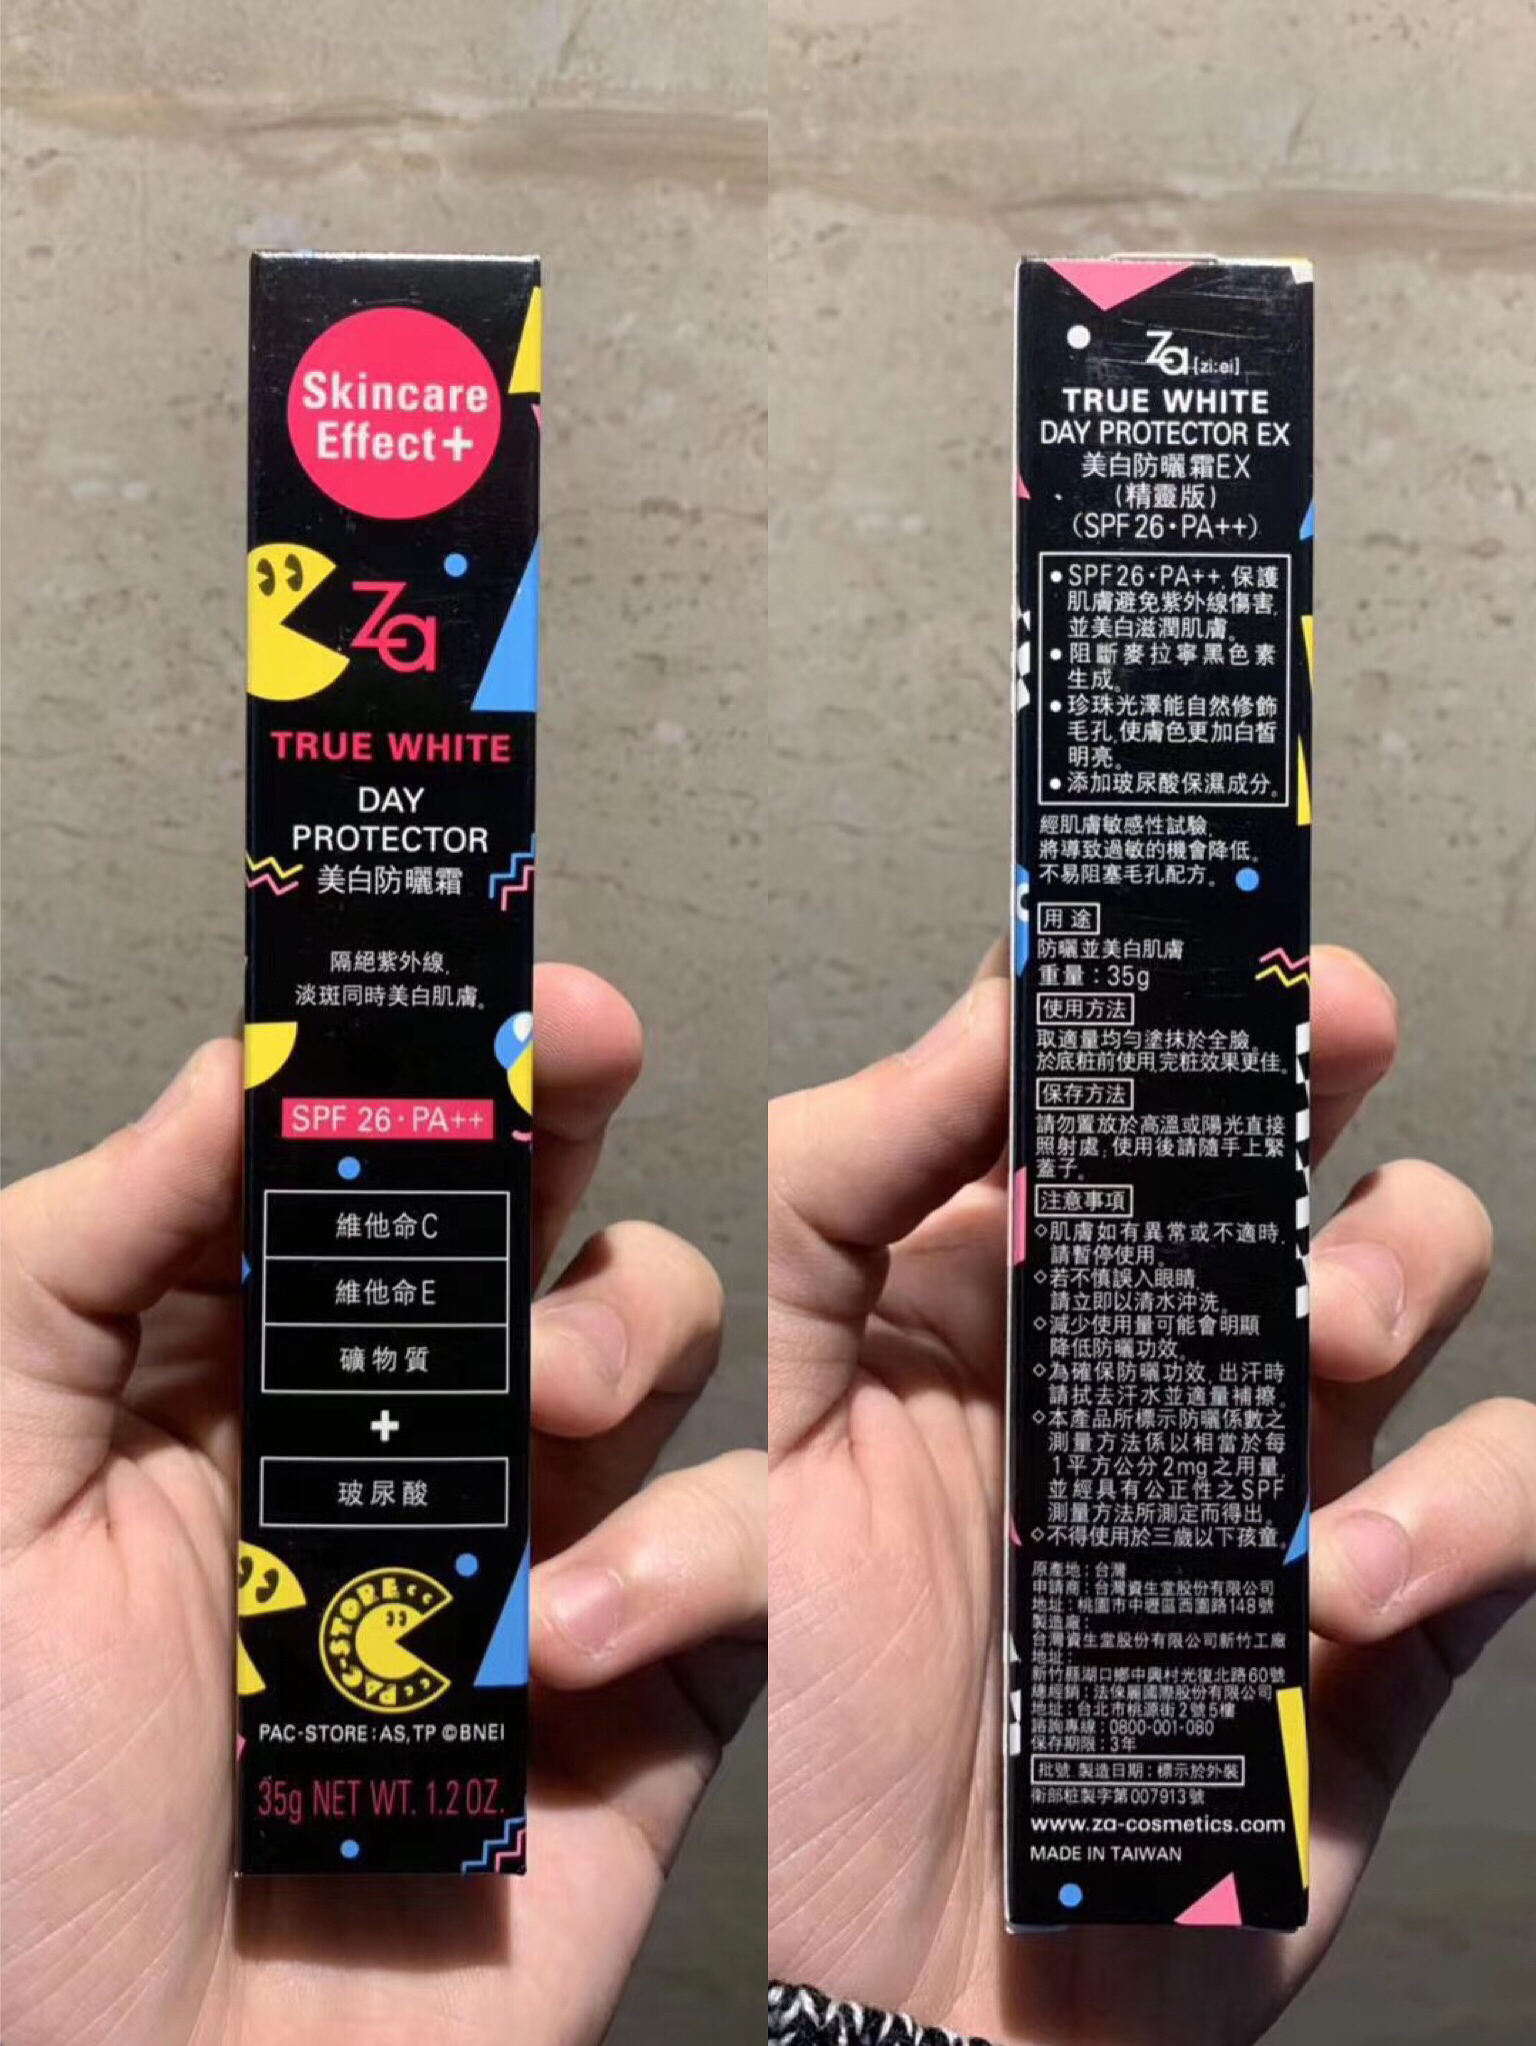 Skincare
Effect+
Za
TRUE WHITE
DAY
PROTECTOR
美白防曬霜
隔絕紫外線,
淡斑同時美白肌膚。
SPF 26·PA++
維他命C
維他命E
礦物質
+
玻尿酸
PAC-STORE
PAC-STORE:AS,TP ©BNEI
35g NET WT. 1.2 OZ.
Za [zi:ei]
TRUE WHITE
DAY PROTECTOR EX
美白防曬霜EX
(精靈版)
(SPF 26·PA++)
●SPF 26·PA++, 保護
肌膚避免紫外線傷害,
並美白滋潤肌膚。
●阻斷麥拉寧黑色素
生成。
●珍珠光澤能自然修飾
毛孔,使膚色更加白皙
明亮。
●添加玻尿酸保濕成分。
經肌膚敏感性試驗,
將導致過敏的機會降低。
不易阻塞毛孔配方。
用途
防曬並美白肌膚
重量:35g
使用方法
取適量均勻塗抹於全臉。
於底粧前使用,完粧效果更佳。
保存方法
請勿置放於高溫或陽光直接
照射處;使用後請隨手上緊
蓋子。
注意事項
◇肌膚如有異常或不適時,
請暫停使用。
◇若不慎誤入眼睛,
請立即以清水沖洗。
◇減少使用量可能會明顯
降低防曬功效。
◇為確保防曬功效,出汗時
請拭去汗水並適量補擦。
◇本產品所標示防曬係數之
測量方法係以相當於每
1平方公分2mg之用量,
並經具有公正性之SPF
測量方法所測定而得出。
◇不得使用於三歲以下孩童。
原產地:台灣
申請商:台灣資生堂股份有限公司
地址:桃園市中壢區西園路148號
製造廠:
台灣資生堂股份有限公司新竹工廠
地址:
新竹縣湖口鄉中興村光復北路60號
總經銷:法徠麗國際股份有限公司
地址:台北市桃源街2號5樓
諮詢專線:0800-001-080
保存期限:3年
批號.製造日期:標示於外裝
衛部粧製字第007913號
www.za-cosmetics.com
MADE IN TAIWAN